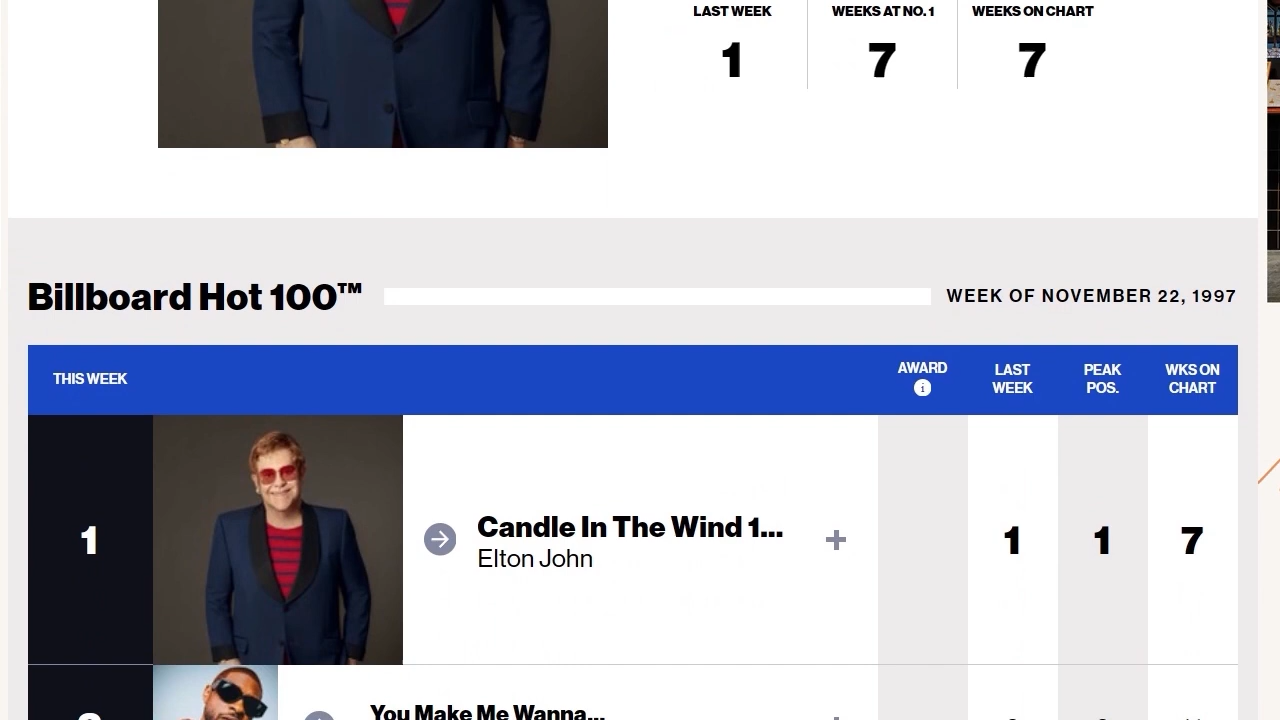 LAST WEEK WEEKS AT NO. 1 WEEKS ON CHART
1 7 7
Billboard Hot 100™ WEEK OF NOVEMBER 22, 1997
THIS WEEK AWARD LAST WEEK PEAK POS. WKS ON CHART
1 Candle In The Wind 1... 1 1 7
Elton John
You Make Me Wanna...